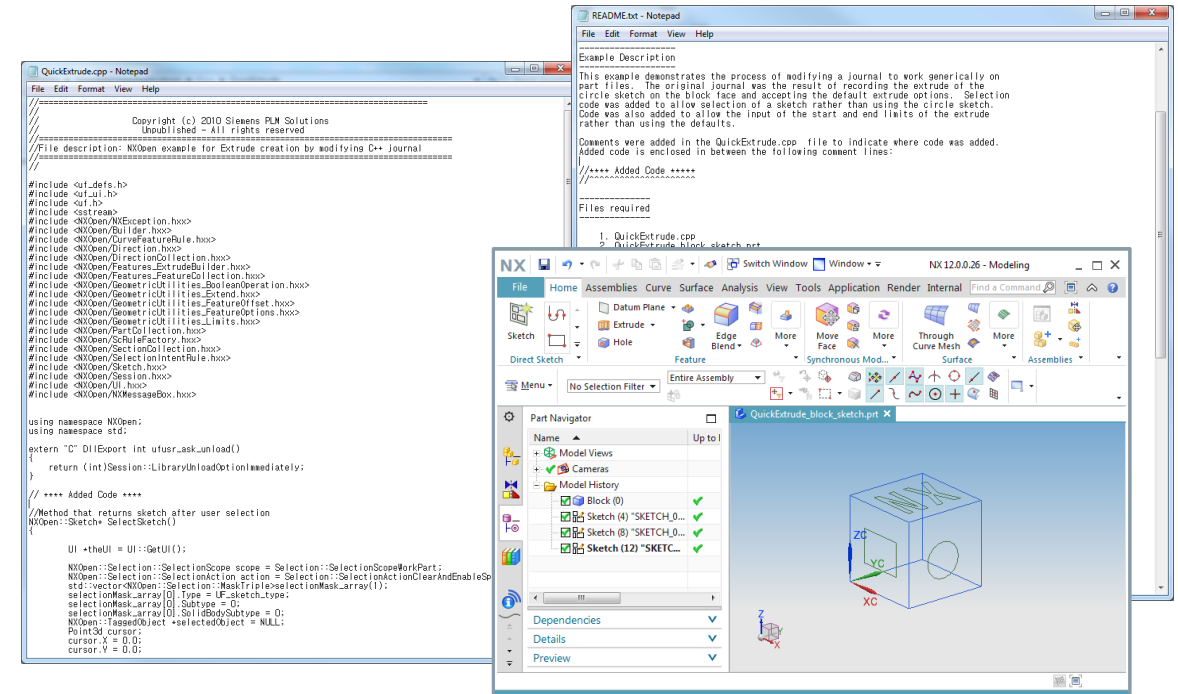 QuickExtrude.cpp - Notepad
File Edit Format View Help
//==============================================================================
//
// Copyright (c) 2010 Siemens PLM Solutions
// Unpublished - All rights reserved
//===================================================================================
//File description: NXOpen example for Extrude creation by modifying C++ journal
//===================================================================================
//
#include <uf_defs.h>
#include <uf_ui.h>
#include <uf.h>
#include <sstream>
#include <NXOpen/NXException.hxx>
#include <NXOpen/Builder.hxx>
#include <NXOpen/CurveFeatureRule.hxx>
#include <NXOpen/Direction.hxx>
#include <NXOpen/DirectionCollection.hxx>
#include <NXOpen/Features_ExtrudeBuilder.hxx>
#include <NXOpen/Features_FeatureCollection.hxx>
#include <NXOpen/GeometricUtilities_BooleanOperation.hxx>
#include <NXOpen/GeometricUtilities_Extend.hxx>
#include <NXOpen/GeometricUtilities_FeatureOffset.hxx>
#include <NXOpen/GeometricUtilities_FeatureOptions.hxx>
#include <NXOpen/GeometricUtilities_Limits.hxx>
#include <NXOpen/PartCollection.hxx>
#include <NXOpen/ScRuleFactory.hxx>
#include <NXOpen/SectionCollection.hxx>
#include <NXOpen/SelectionIntentRule.hxx>
#include <NXOpen/Sketch.hxx>
#include <NXOpen/Session.hxx>
#include <NXOpen/UI.hxx>
#include <NXOpen/NXMessageBox.hxx>
using namespace NXOpen;
using namespace std;
extern "C" DllExport int ufusr_ask_unload()
{
return (int)Session::LibraryUnloadOptionImmediately;
}
// **** Added Code ****
//Method that returns sketch after user selection
NXOpen::Sketch* SelectSketch()
{
UI *theUI = UI::GetUI();
NXOpen::Selection::SelectionScope scope = Selection::SelectionScopeWorkPart;
NXOpen::Selection::SelectionAction action = Selection::SelectionActionClearAndEnableSp
std::vector<NXOpen::Selection::MaskTriple>selectionMask_array(1);
selectionMask_array[0].Type = UF_sketch_type;
selectionMask_array[0].Subtype = 0;
selectionMask_array[0].SolidBodySubtype = 0;
NXOpen::TaggedObject *selectedObject = NULL;
Point3d cursor;
cursor.X = 0.0;
cursor.Y = 0.0;
README.txt - Notepad
File Edit Format View Help
--------------------
Example Description
--------------------
This example demonstrates the process of modifying a journal to work generically on
part files. The original journal was the result of recording the extrude of the
circle sketch on the block face and accepting the default extrude options. Selection
code was added to allow selection of a sketch rather than using the circle sketch.
Code was also added to allow the input of the start and end limits of the extrude
rather than using the defaults.
Comments were added in the QuickExtrude.cpp file to indicate where code was added.
Added code is enclosed in between the following comment lines:
//**** Added Code *****
//^^^^^^^^^^^^^^^^^^^^^^
---------------
Files required
---------------
1. QuickExtrude.cpp
2. QuickExtrude_block_sketch.prt
NX Switch Window Window NX 12.0.0.26 - Modeling
File Home Assemblies Curve Surface Analysis View Tools Application Render Internal Find a Command
Sketch Datum Plane Extrude Hole Edge Blend More Move Face More Through Curve Mesh More
Direct Sketch Feature Synchronous Mod... Surface Assemblies
Menu No Selection Filter Entire Assembly
Part Navigator
Name Up to l
Model Views
Cameras
Model History
Block (0)
Sketch (4) "SKETCH_0...
Sketch (8) "SKETCH_0...
Sketch (12) "SKETC...
Dependencies
Details
Preview
QuickExtrude_block_sketch.prt
NX
ZC
YC
XC
Z
Y
X